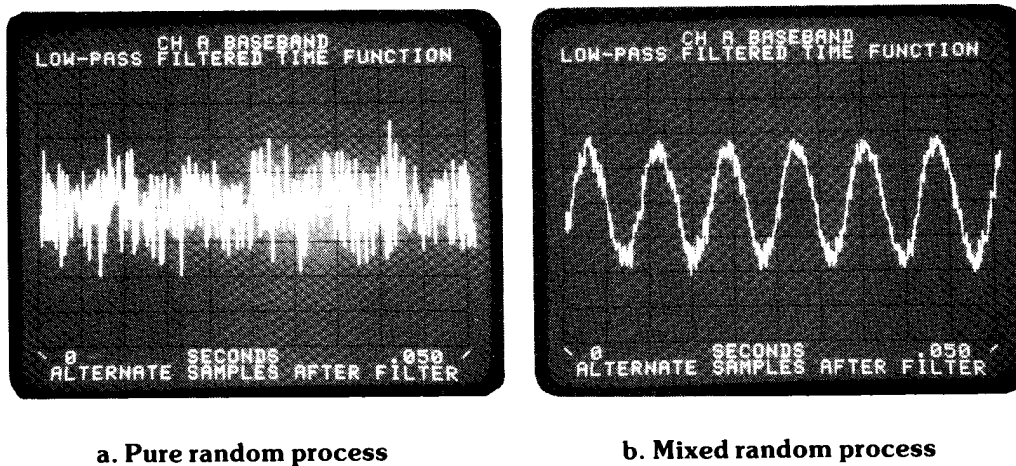 CH A BASEBAND
LOW-PASS FILTERED TIME FUNCTION
0 SECONDS .050
ALTERNATE SAMPLES AFTER FILTER
CH A BASEBAND
LOW-PASS FILTERED TIME FUNCTION
0 SECONDS .050
ALTERNATE SAMPLES AFTER FILTER
a. Pure random process
b. Mixed random process